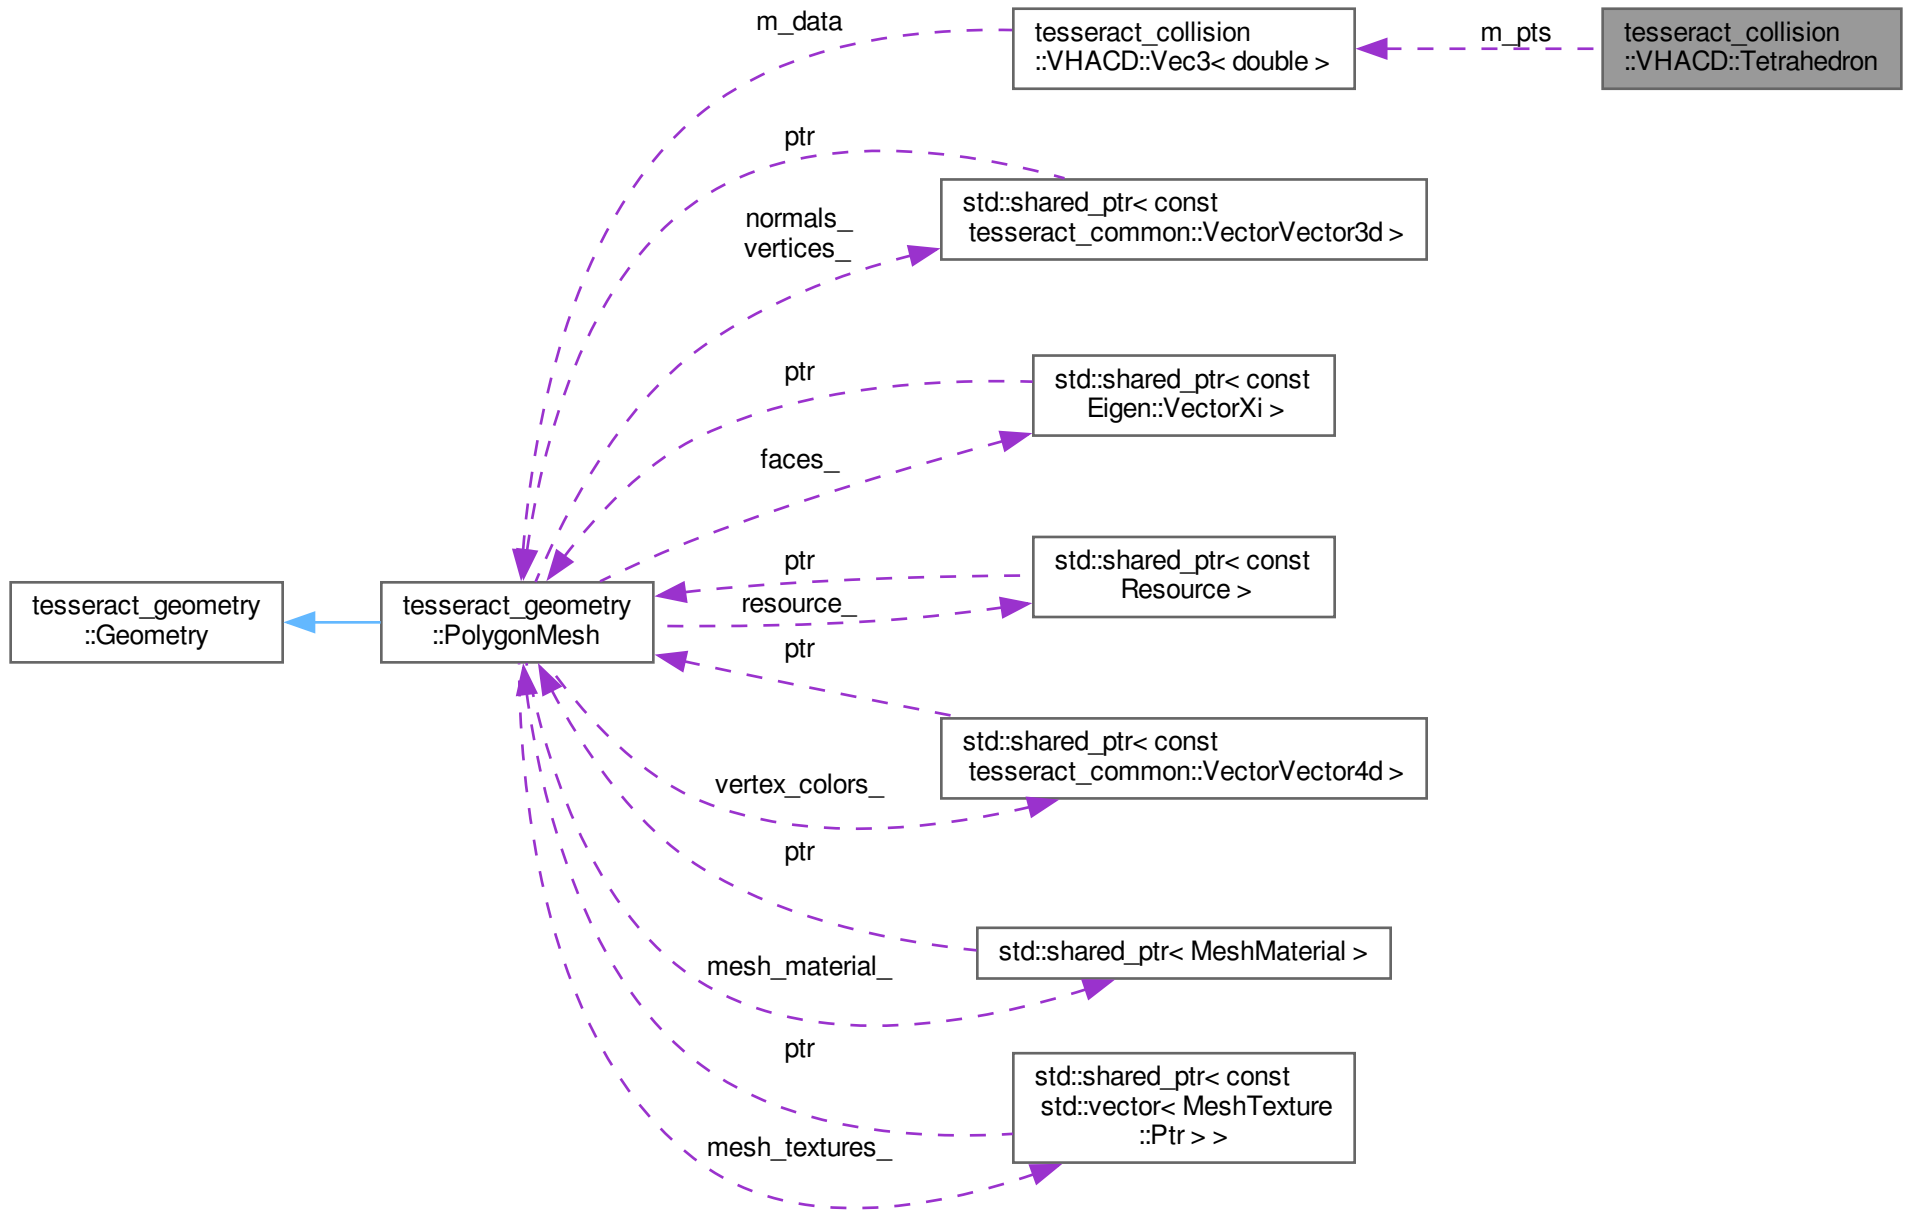 m_data
tesseract_collision
::VHACD::Vec3< double >
m_pts
tesseract_collision
::VHACD::Tetrahedron
ptr
std::shared_ptr< const
tesseract_common::VectorVector3d >
normals_
vertices_
ptr
std::shared_ptr< const
Eigen::VectorXi >
faces_
ptr
std::shared_ptr< const
Resource >
resource_
tesseract_geometry
::Geometry
tesseract_geometry
::PolygonMesh
ptr
std::shared_ptr< const
tesseract_common::VectorVector4d >
vertex_colors_
ptr
std::shared_ptr< MeshMaterial >
mesh_material_
ptr
std::shared_ptr< const
std::vector< MeshTexture
::Ptr > >
mesh_textures_